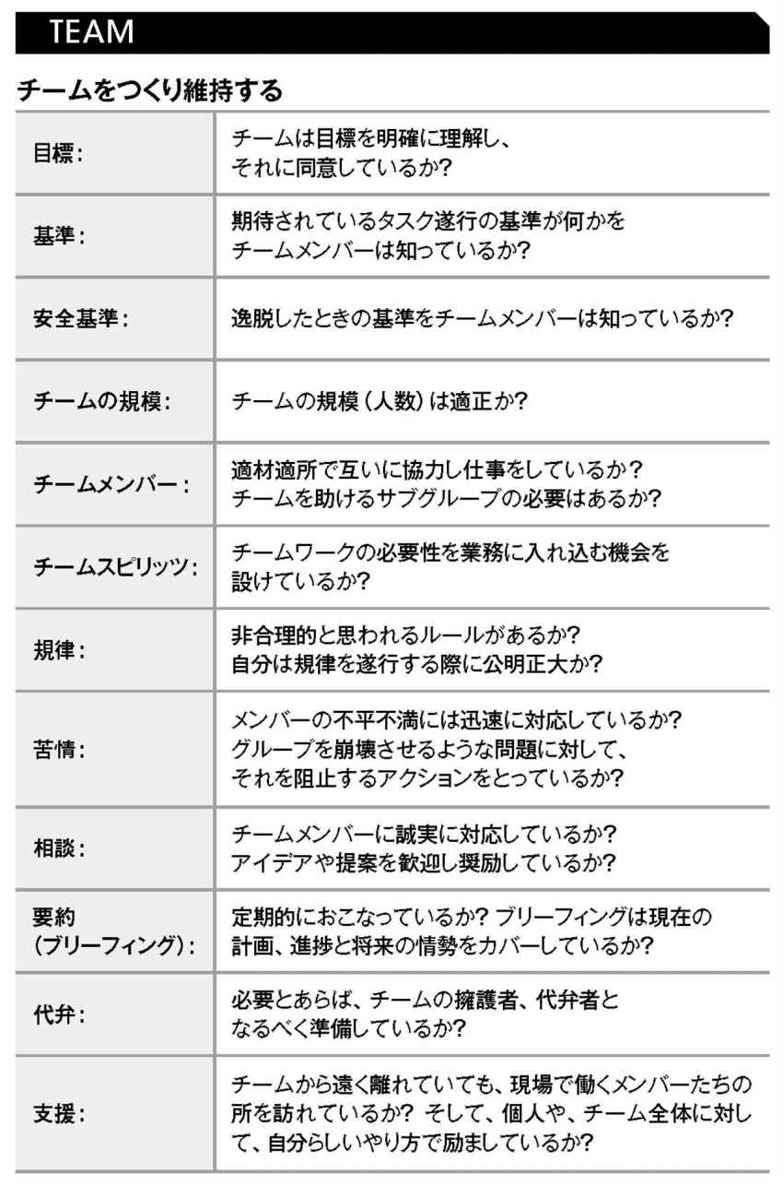 TEAM
チームをつくり維持する
目標：
チームは目標を明確に理解し、
それに同意しているか？
基準：
期待されているタスク遂行の基準が何かを
チームメンバーは知っているか？
安全基準：
逸脱したときの基準をチームメンバーは知っているか？
チームの規模：
チームの規模（人数）は適正か？
チームメンバー：
適材適所で互いに協力し仕事をしているか？
チームを助けるサブグループの必要はあるか？
チームスピリッツ：
チームワークの必要性を業務に入れ込む機会を
設けているか？
規律：
非合理的と思われるルールがあるか？
自分は規律を遂行する際に公明正大か？
苦情：
メンバーの不平不満には迅速に対応しているか？
グループを崩壊させるような問題に対して、
それを阻止するアクションをとっているか？
相談：
チームメンバーに誠実に対応しているか？
アイデアや提案を歓迎し奨励しているか？
要約
（ブリーフィング）：
定期的におこなっているか？ ブリーフィングは現在の
計画、進捗と将来の情勢をカバーしているか？
代弁：
必要とあらば、チームの擁護者、代弁者と
なるべく準備しているか？
支援：
チームから遠く離れていても、現場で働くメンバーたちの
所を訪れているか？ そして、個人や、チーム全体に対し
て、自分らしいやり方で励ましているか？